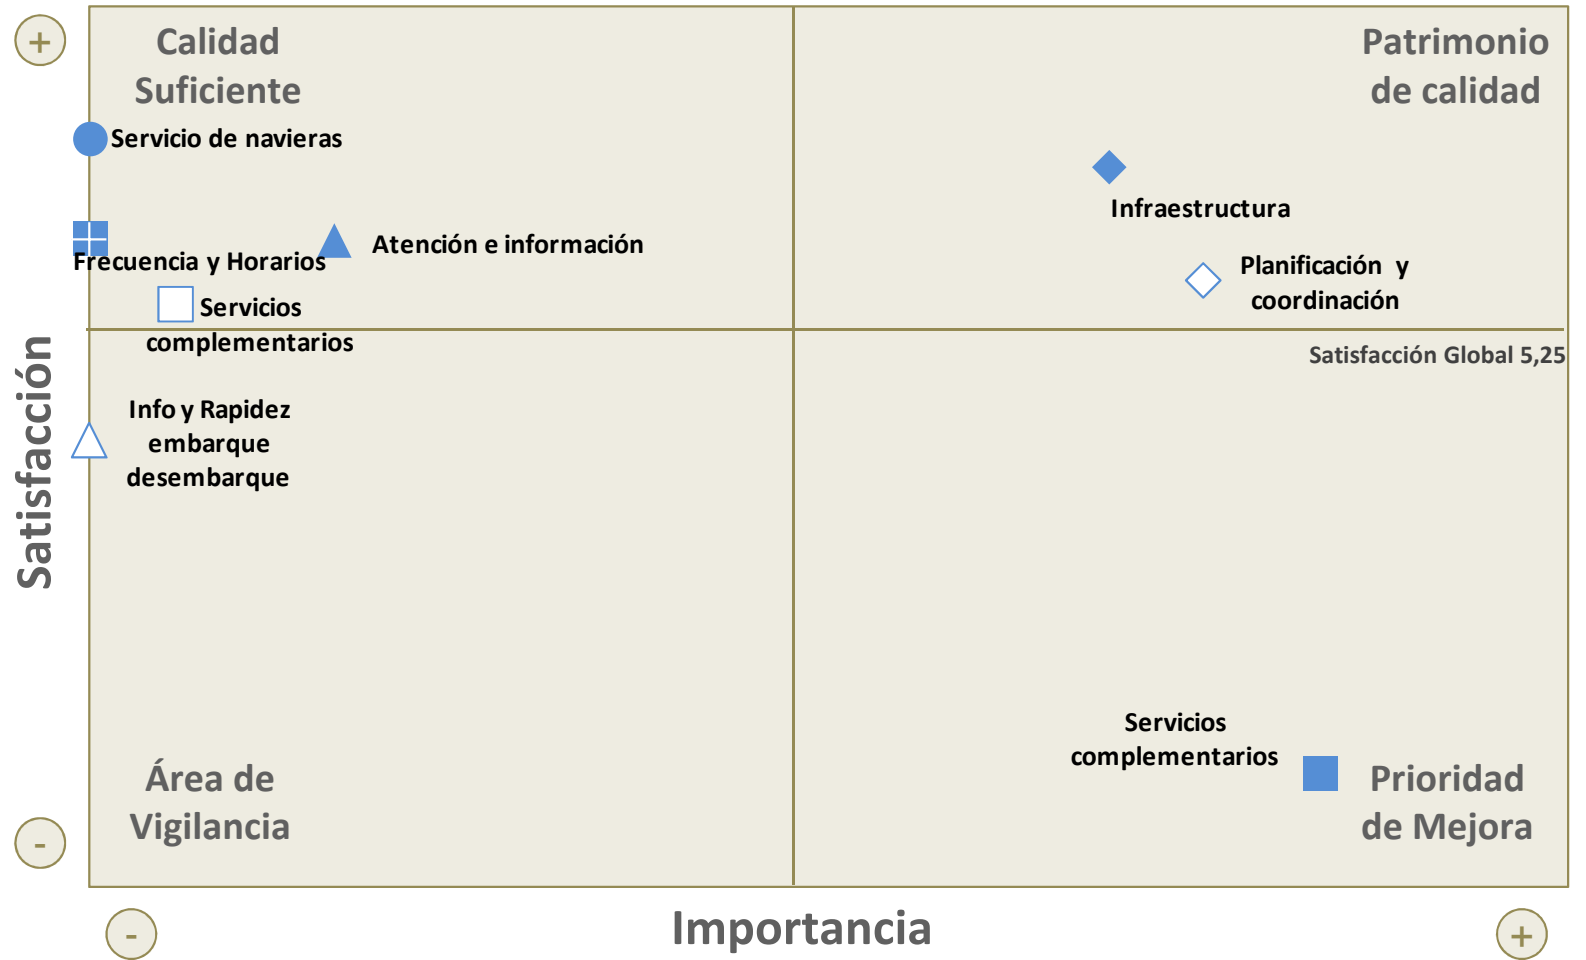 +
Calidad
Suficiente
Patrimonio
de calidad
Servicio de navieras
Infraestructura
Atención e información
Frecuencia y Horarios
Planificación y
coordinación
Servicios
complementarios
Satisfacción Global 5,25
Satisfacción
Info y Rapidez
embarque
desembarque
Servicios
complementarios
Área de
Vigilancia
Prioridad
de Mejora
-
-
Importancia
+